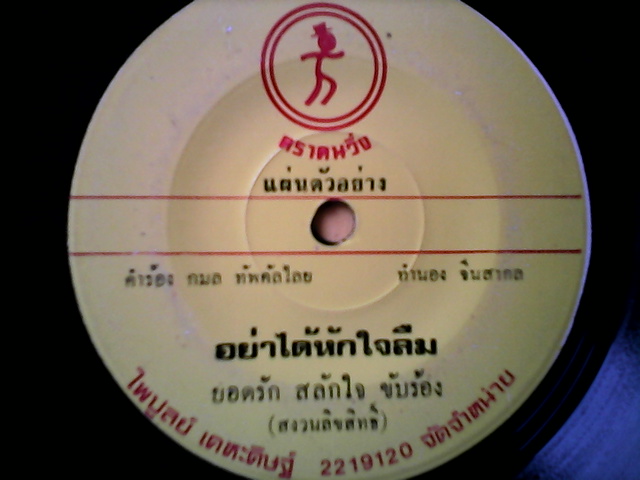 ตราคนวิ่ง
แผ่นตัวอย่าง
คำร้อง กมล ทัพคัลไลย ทำนอง จินสากล
อย่าได้หักใจลืม
ยอดรัก สลักใจ ขับร้อง
(สงวนลิขสิทธิ์)
ไพบูลย์ เดหะดิษฐ์ 2219120 จัดจำหน่าย